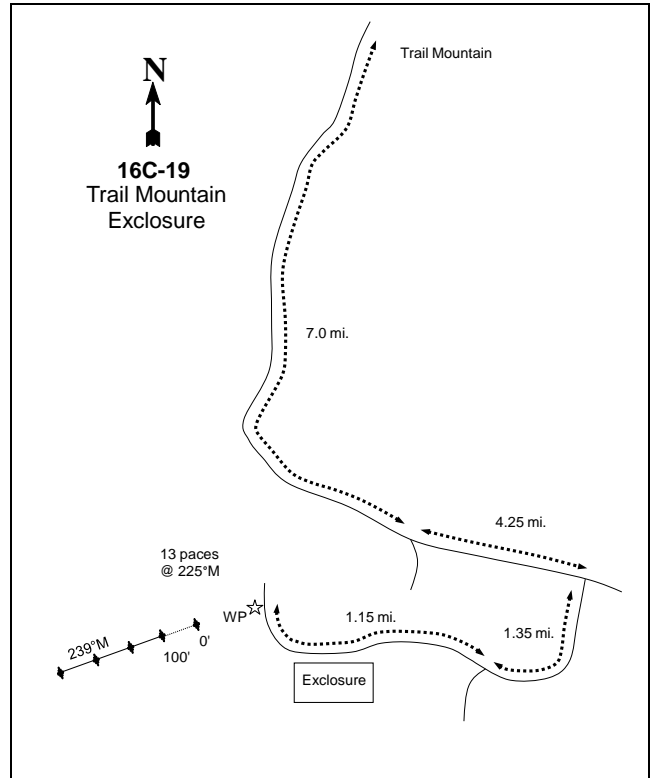 Trail Mountain
N
16C-19
Trail Mountain
Exclosure
7.0 mi.
4.25 mi.
13 paces
@ 225°M
WP
1.15 mi.
1.35 mi.
239°M
0'
100'
Exclosure